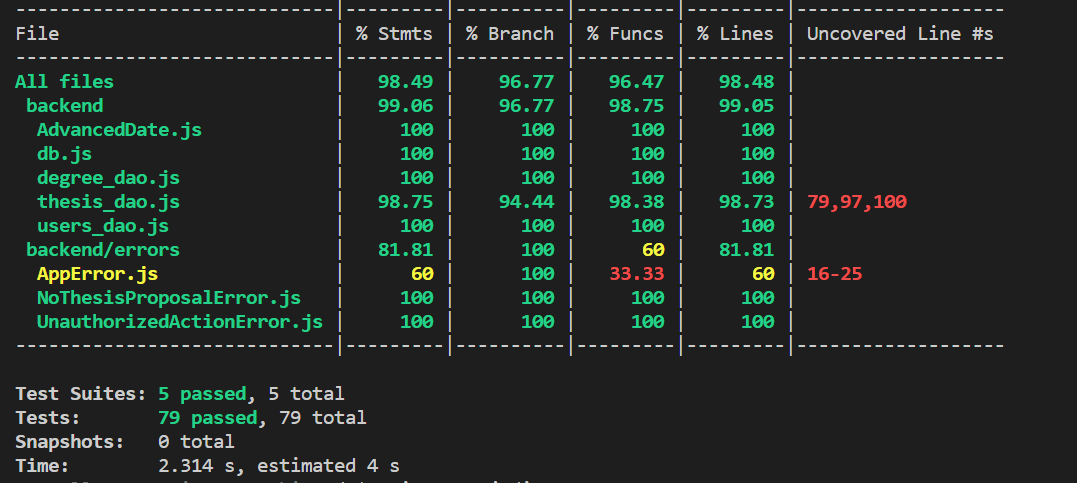 ------------------------------|---------|----------|---------|---------|-------------------
File                          | % Stmts | % Branch | % Funcs | % Lines | Uncovered Line #s
------------------------------|---------|----------|---------|---------|-------------------
All files                     |   98.49 |    96.77 |   96.47 |   98.48 |
 backend                      |   99.06 |    96.77 |   98.75 |   99.05 |
  AdvancedDate.js             |     100 |      100 |     100 |     100 |
  db.js                       |     100 |      100 |     100 |     100 |
  degree_dao.js               |     100 |      100 |     100 |     100 |
  thesis_dao.js               |   98.75 |    94.44 |   98.38 |   98.73 | 79,97,100
  users_dao.js                |     100 |      100 |     100 |     100 |
 backend/errors               |   81.81 |      100 |      60 |   81.81 |
  AppError.js                 |      60 |      100 |   33.33 |      60 | 16-25
  NoThesisProposalError.js    |     100 |      100 |     100 |     100 |
  UnauthorizedActionError.js  |     100 |      100 |     100 |     100 |
------------------------------|---------|----------|---------|---------|-------------------
Test Suites: 5 passed, 5 total
Tests:       79 passed, 79 total
Snapshots:   0 total
Time:        2.314 s, estimated 4 s